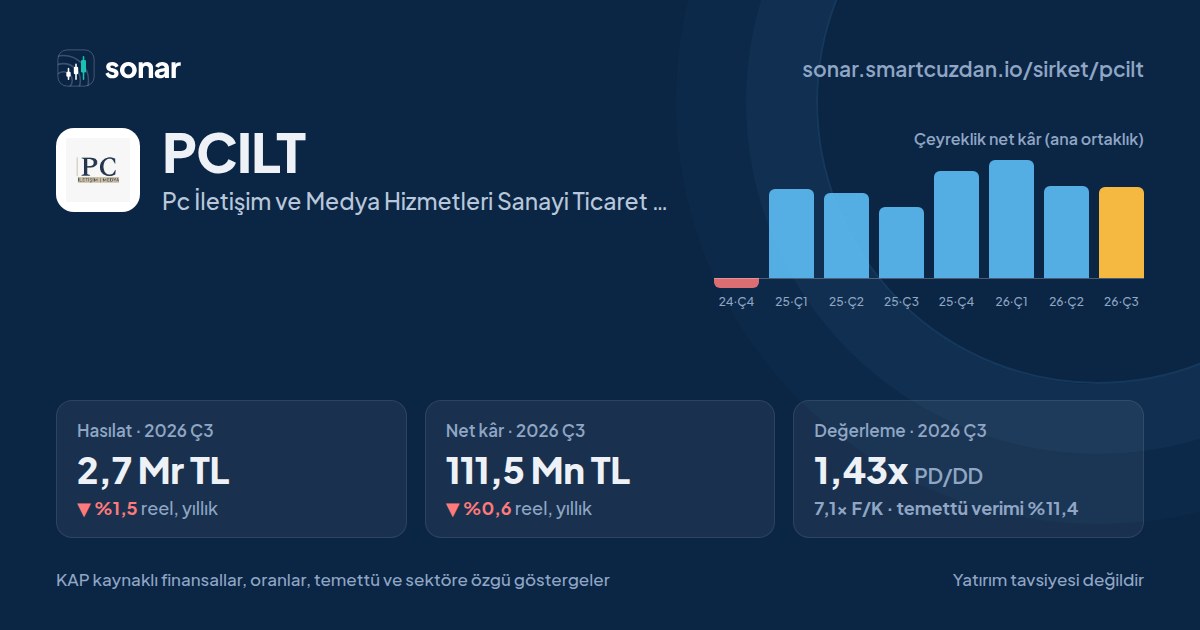 sonar
sonar.smartcuzdan.io/sirket/pcilt
PC
İLETİŞİM | MEDYA
PCILT
Pc İletişim ve Medya Hizmetleri Sanayi Ticaret ...
Çeyreklik net kâr (ana ortaklık)
24·Ç4 25·Ç1 25·Ç2 25·Ç3 25·Ç4 26·Ç1 26·Ç2 26·Ç3
Hasılat · 2026 Ç3
2,7 Mr TL
▼ %1,5 reel, yıllık
Net kâr · 2026 Ç3
111,5 Mn TL
▼ %0,6 reel, yıllık
Değerleme · 2026 Ç3
1,43x PD/DD
7,1× F/K · temettü verimi %11,4
KAP kaynaklı finansallar, oranlar, temettü ve sektöre özgü göstergeler
Yatırım tavsiyesi değildir